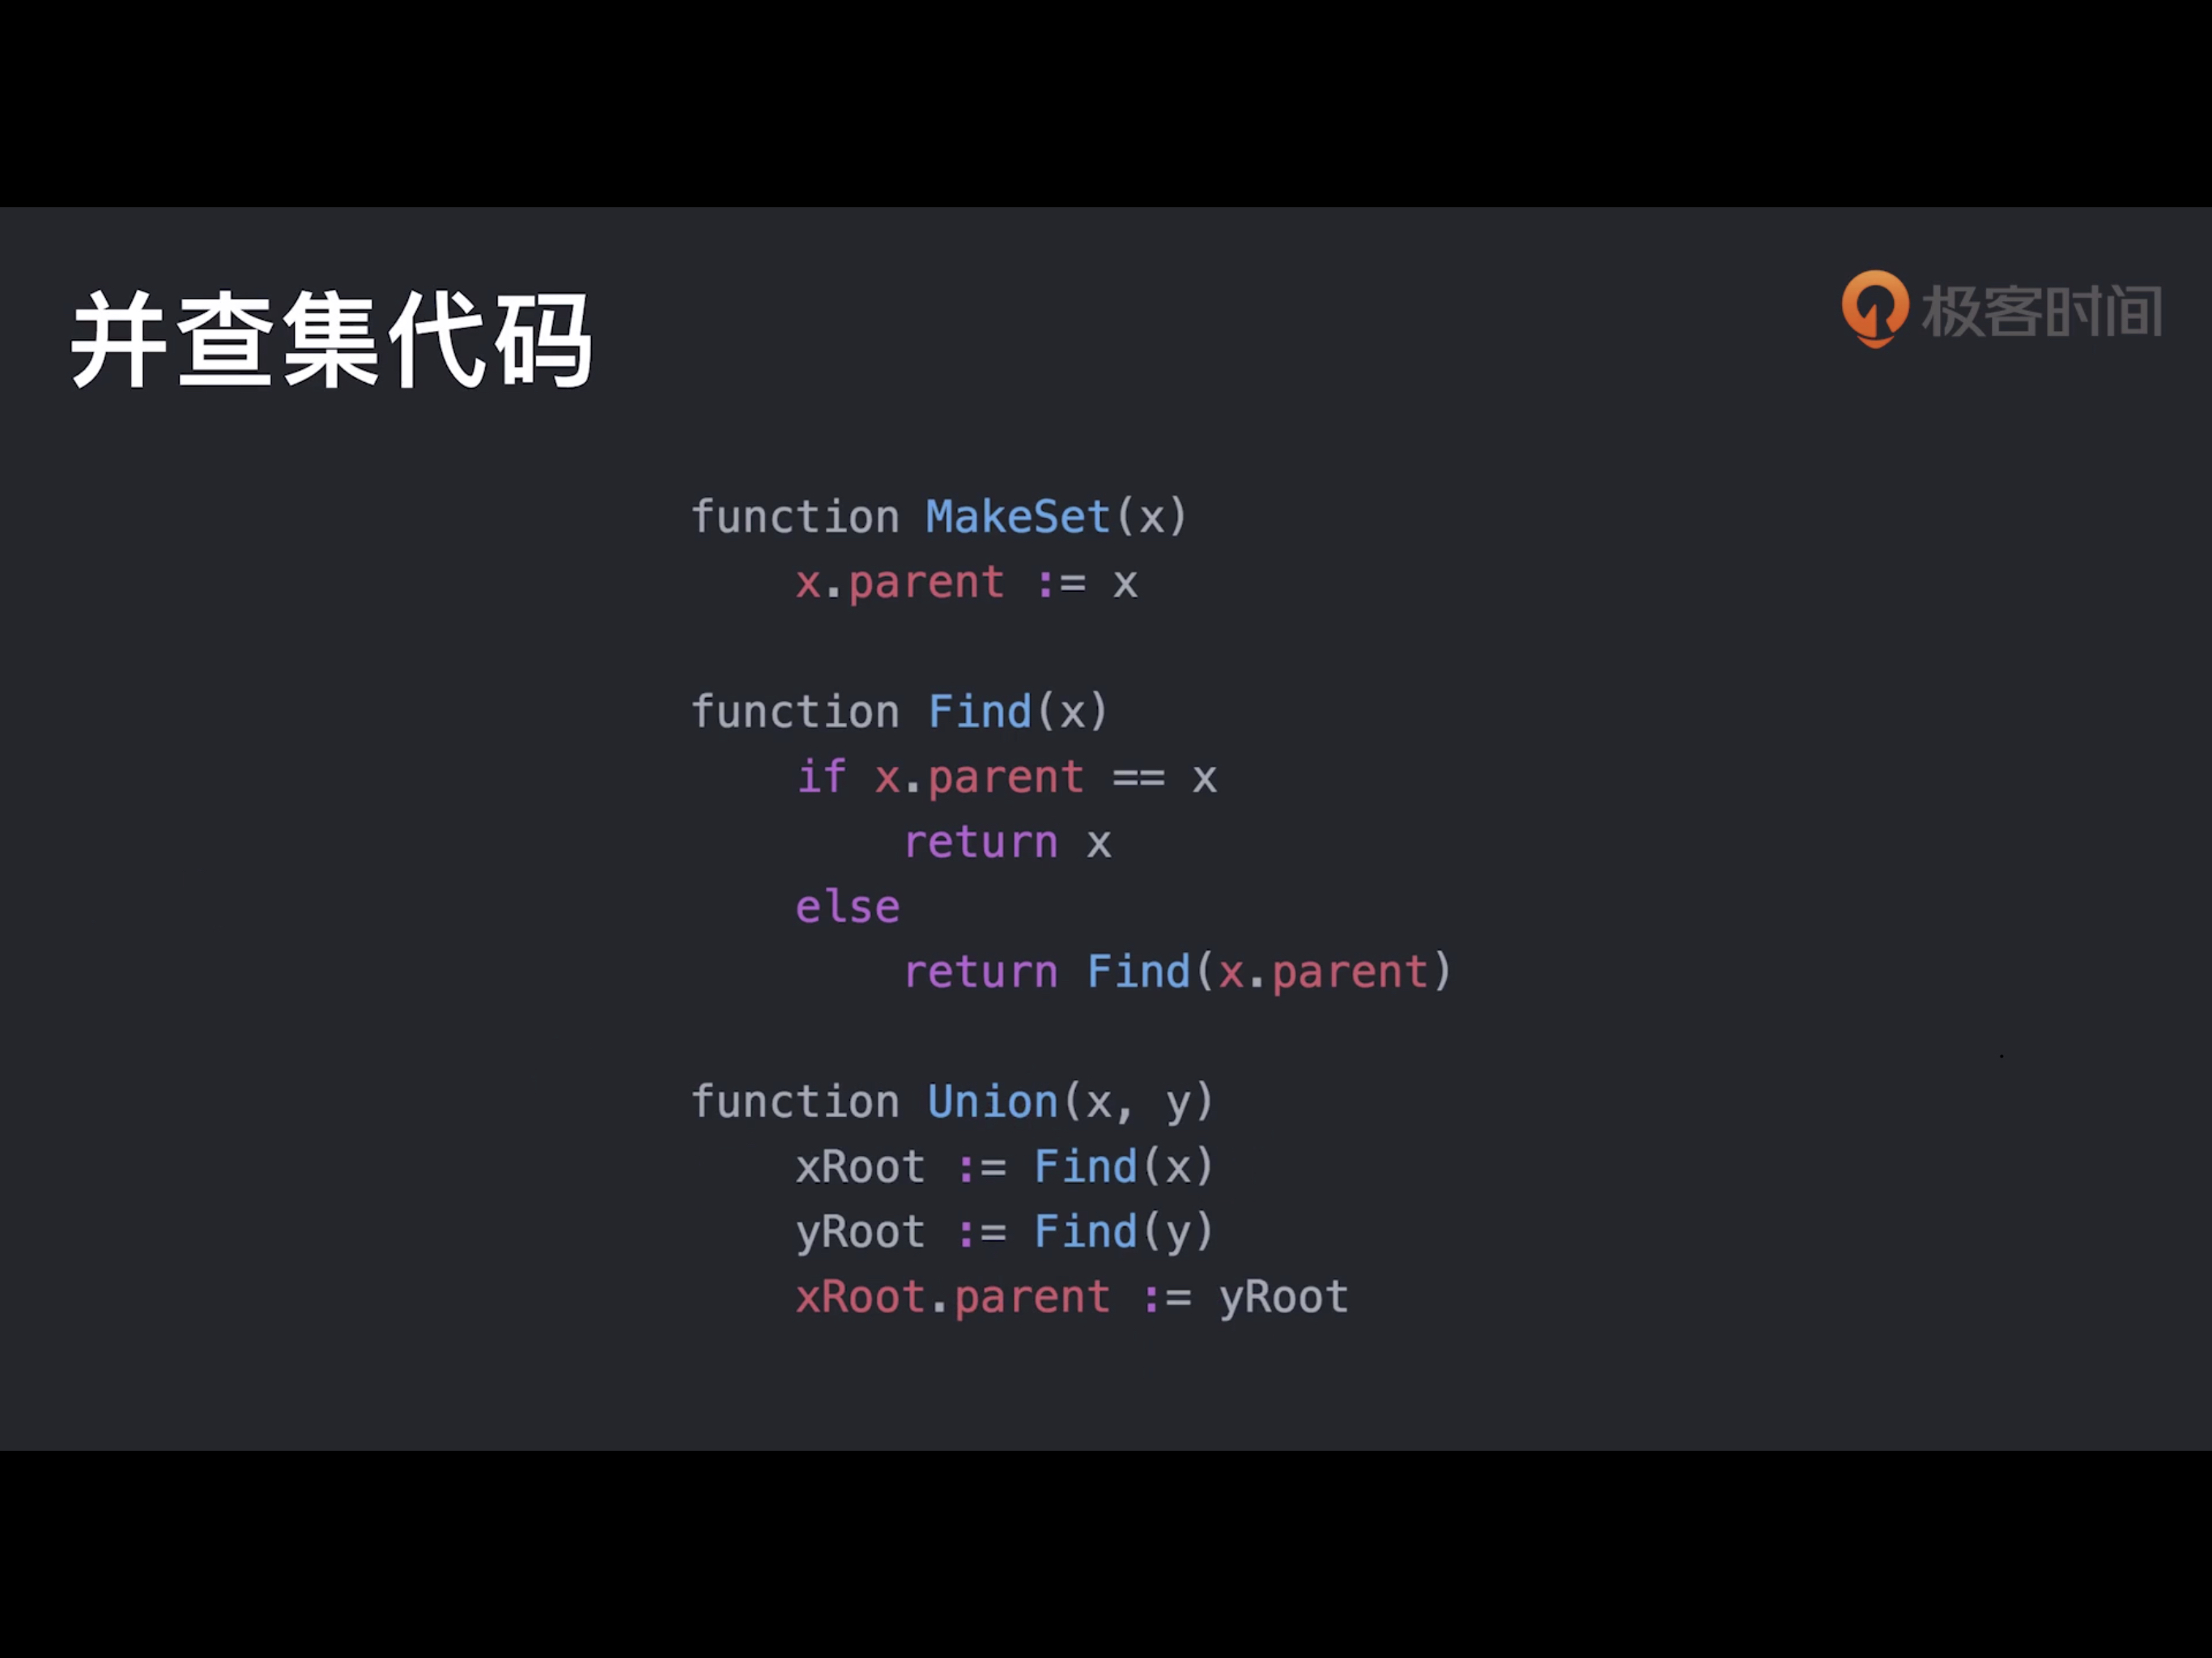 并查集代码
极客时间
function MakeSet(x)
    x.parent := x
function Find(x)
    if x.parent == x
        return x
    else
        return Find(x.parent)
function Union(x, y)
    xRoot := Find(x)
    yRoot := Find(y)
    xRoot.parent := yRoot